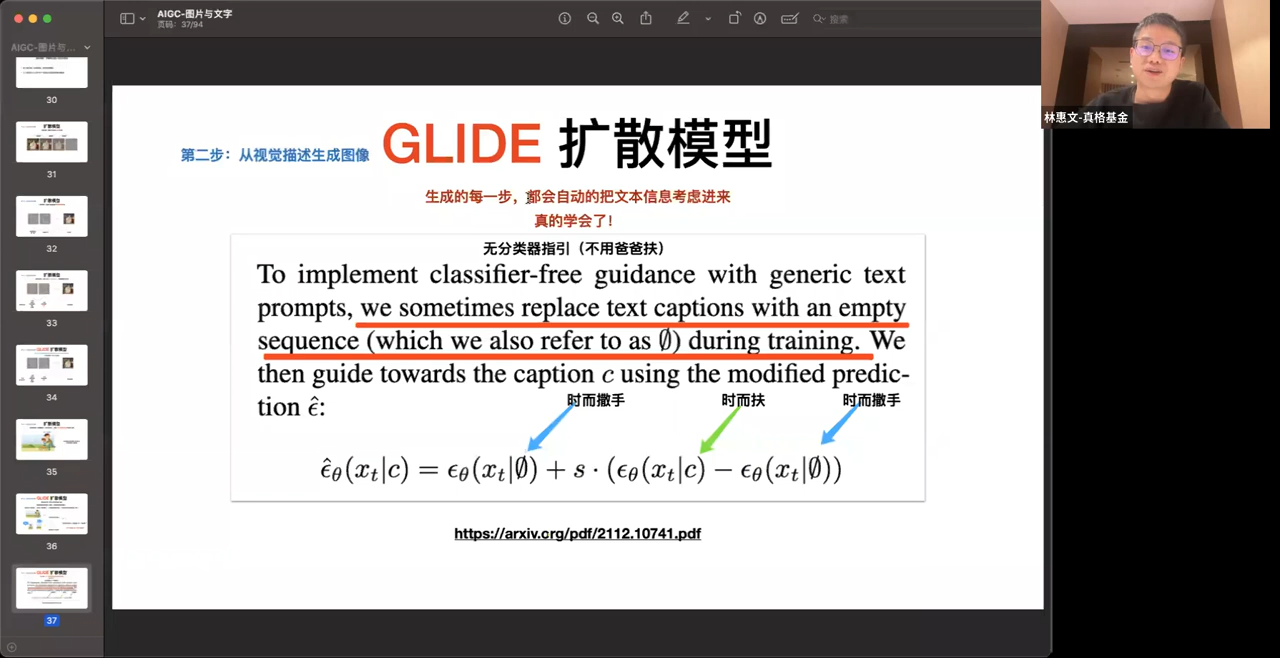 AIGC-图片与文字
页码: 37/94
搜索
AIGC-图片与...
30
31
32
33
34
35
36
37
第二步：从视觉描述生成图像
GLIDE 扩散模型
生成的每一步，都会自动的把文本信息考虑进来
真的学会了！
无分类器指引（不用爸爸扶）
To implement classifier-free guidance with generic text
prompts, we sometimes replace text captions with an empty
sequence (which we also refer to as ∅) during training. We
then guide towards the caption c using the modified predic-
tion ε̂:
时而撒手
时而扶
时而撒手
ε̂θ(xt|c) = ϵθ(xt|∅) + s · (ϵθ(xt|c) − ϵθ(xt|∅))
https://arxiv.org/pdf/2112.10741.pdf
林惠文-真格基金